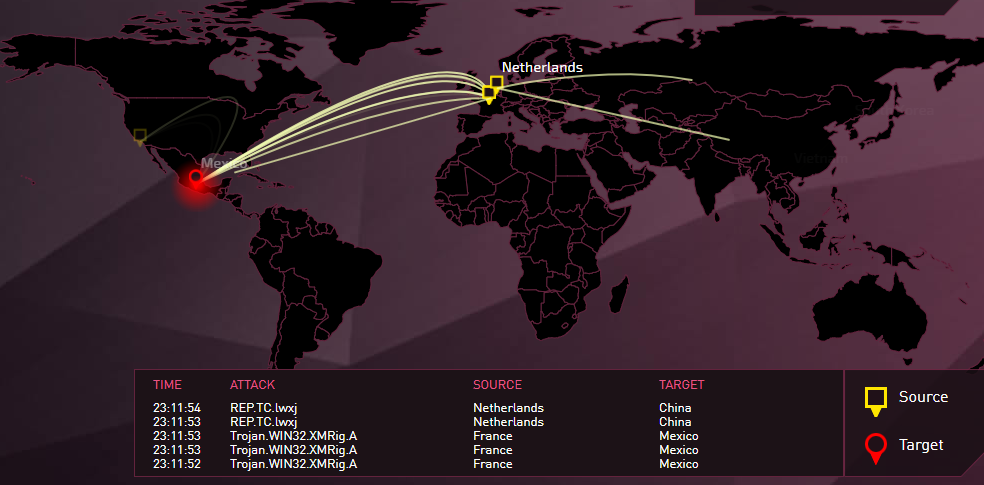 Netherlands
Mexico
Vietnam
TIME ATTACK SOURCE TARGET
23:11:54 REP.TC.lwxj Netherlands China
23:11:53 REP.TC.lwxj Netherlands China
23:11:53 Trojan.WIN32.XMRig.A France Mexico
23:11:53 Trojan.WIN32.XMRig.A France Mexico
23:11:52 Trojan.WIN32.XMRig.A France Mexico
Source
Target